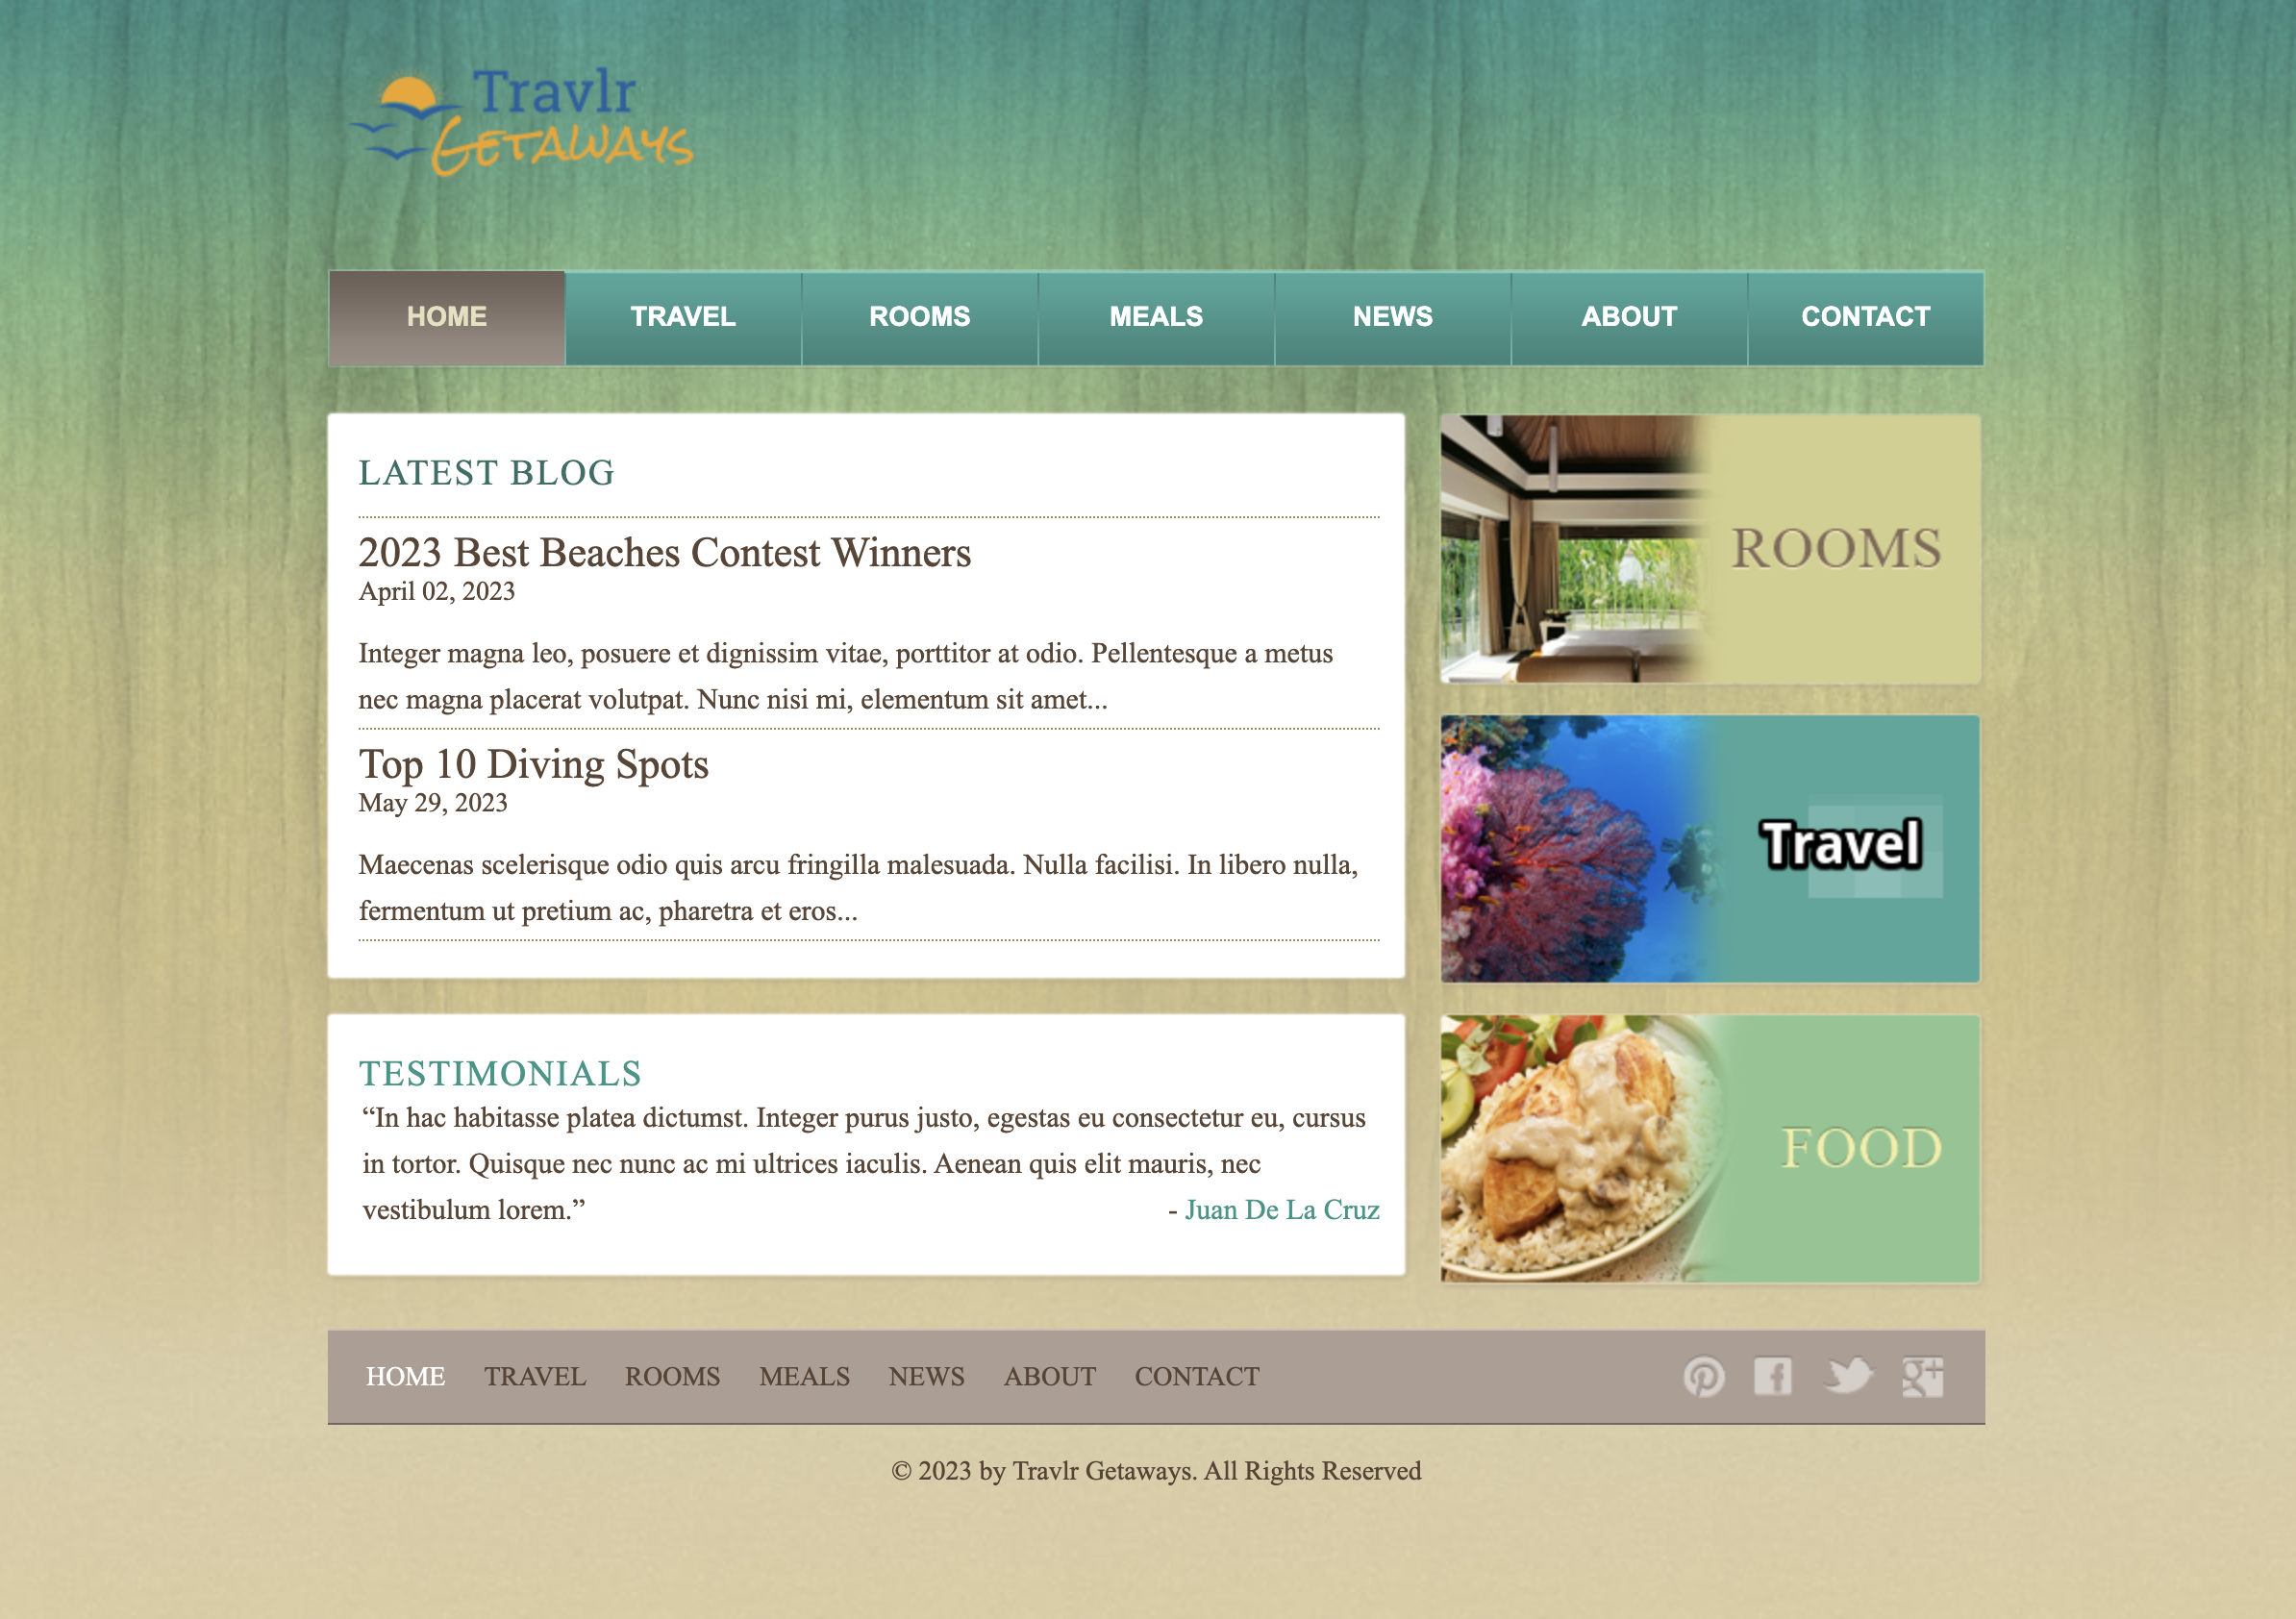 Travlr
GETAWAYS
HOME TRAVEL ROOMS MEALS NEWS ABOUT CONTACT
LATEST BLOG
2023 Best Beaches Contest Winners
April 02, 2023
Integer magna leo, posuere et dignissim vitae, porttitor at odio. Pellentesque a metus
nec magna placerat volutpat. Nunc nisi mi, elementum sit amet...
Top 10 Diving Spots
May 29, 2023
Maecenas scelerisque odio quis arcu fringilla malesuada. Nulla facilisi. In libero nulla,
fermentum ut pretium ac, pharetra et eros...
TESTIMONIALS
“In hac habitasse platea dictumst. Integer purus justo, egestas eu consectetur eu, cursus
in tortor. Quisque nec nunc ac mi ultrices iaculis. Aenean quis elit mauris, nec
vestibulum lorem.” - Juan De La Cruz
ROOMS
Travel
FOOD
HOME TRAVEL ROOMS MEALS NEWS ABOUT CONTACT
© 2023 by Travlr Getaways. All Rights Reserved